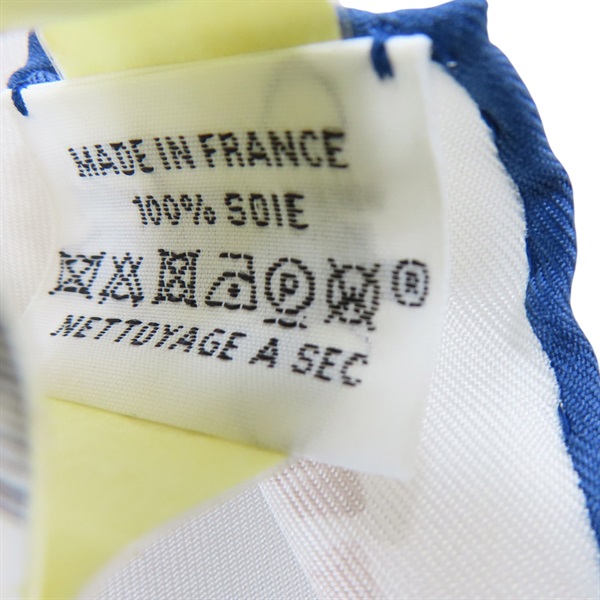 MADE IN FRANCE
100% SOIE
P W ®
NETTOYAGE A SEC